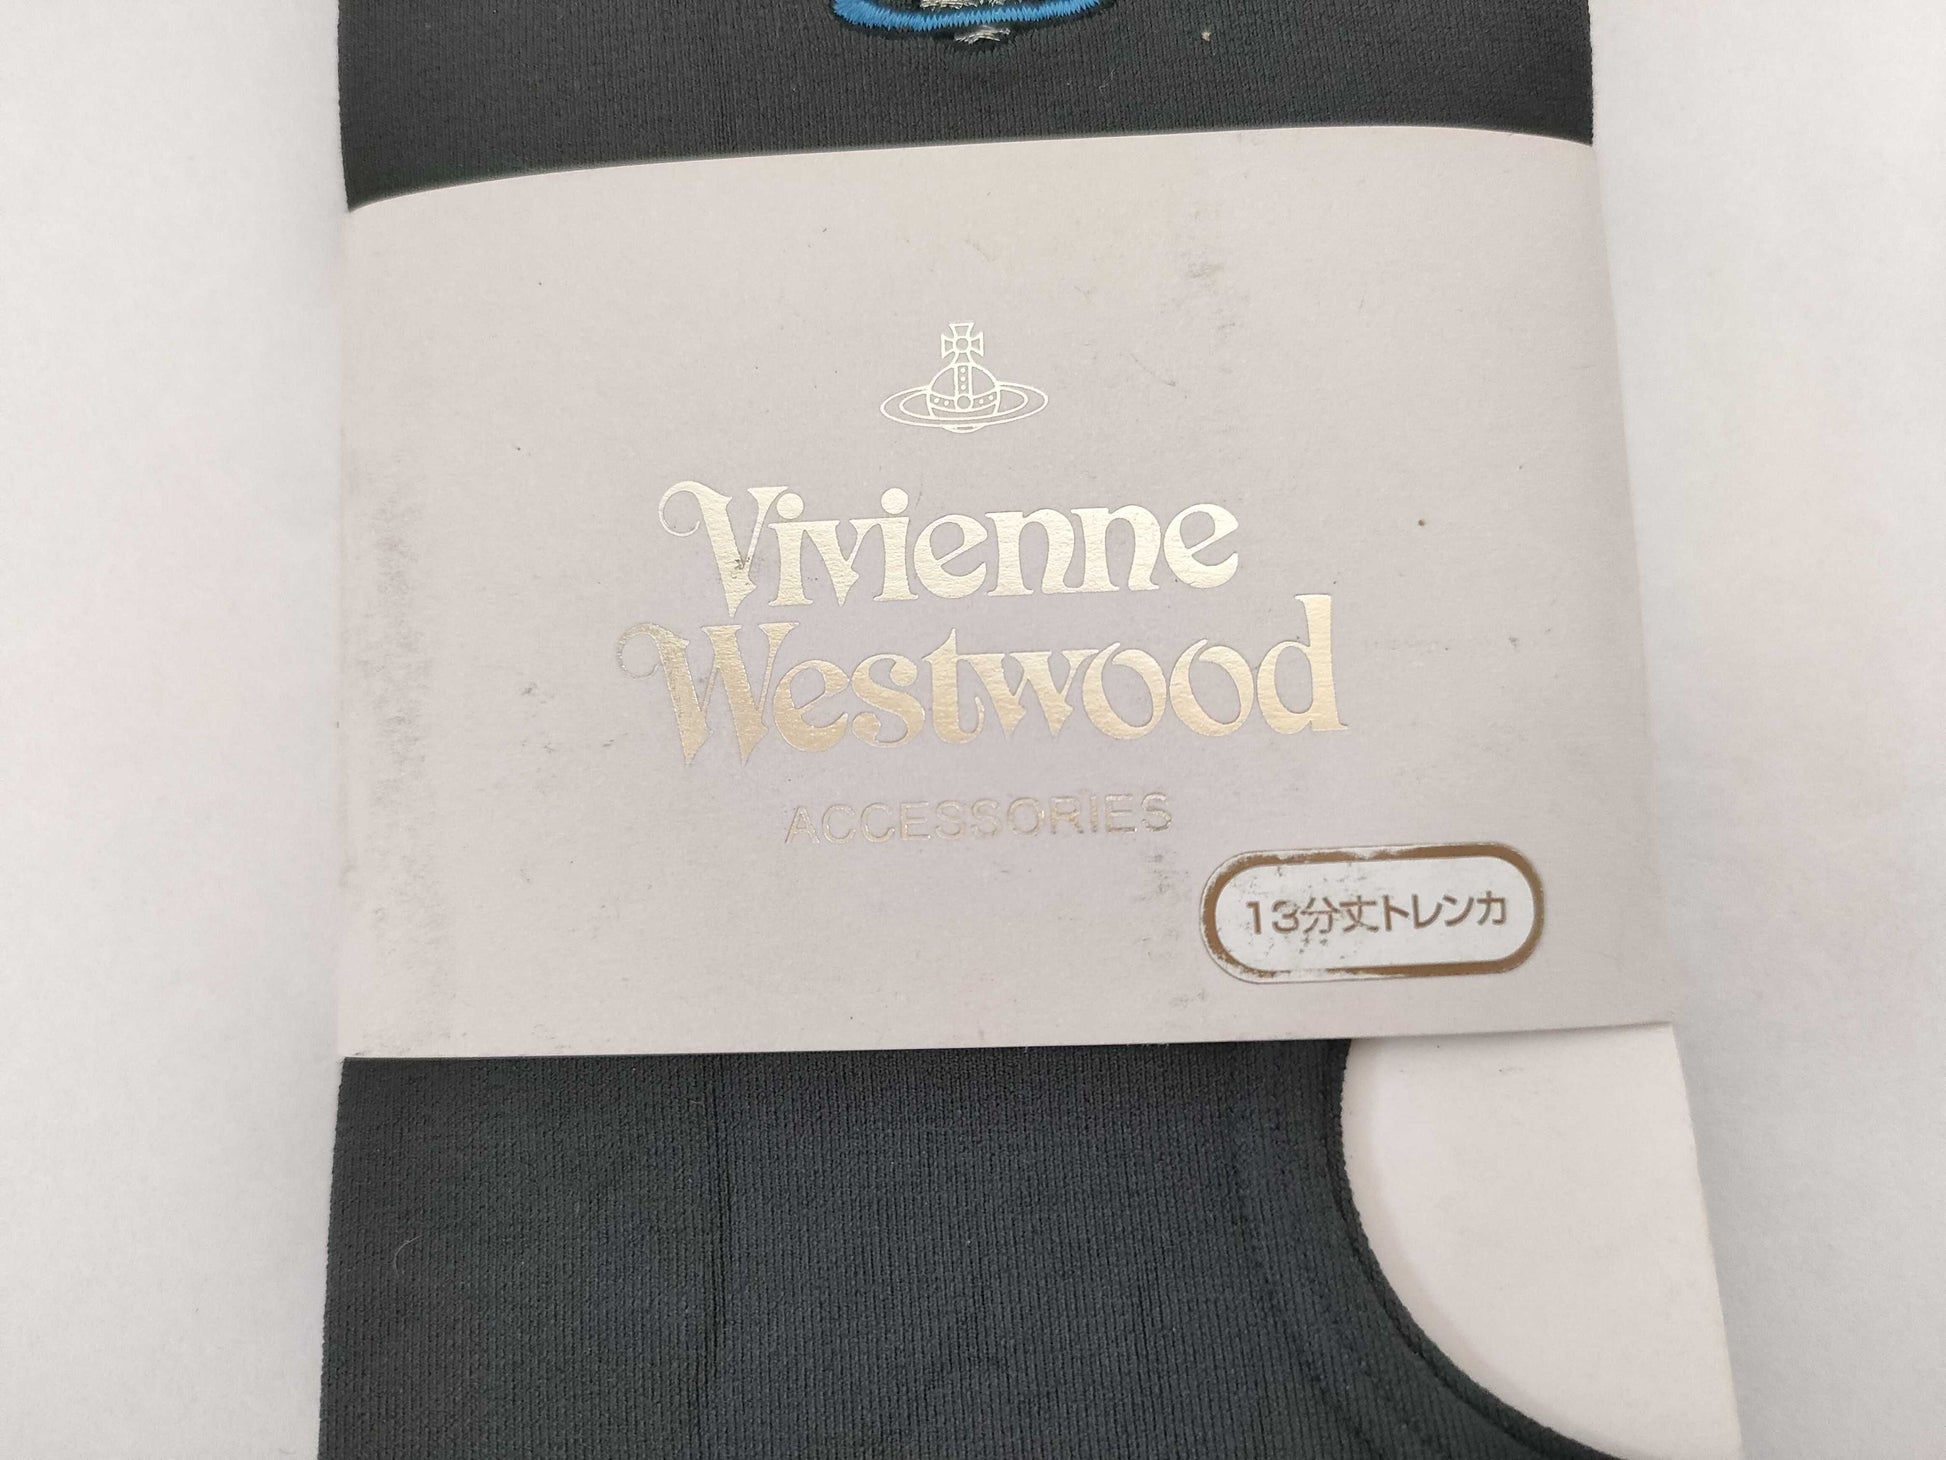 Vivienne
Westwood
ACCESSORIES
13分丈トレンカ